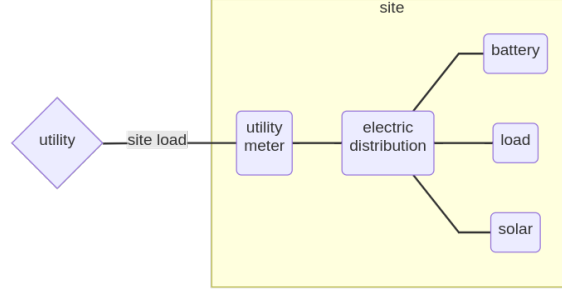 site
battery
utility
site load
utility
meter
electric
distribution
load
solar